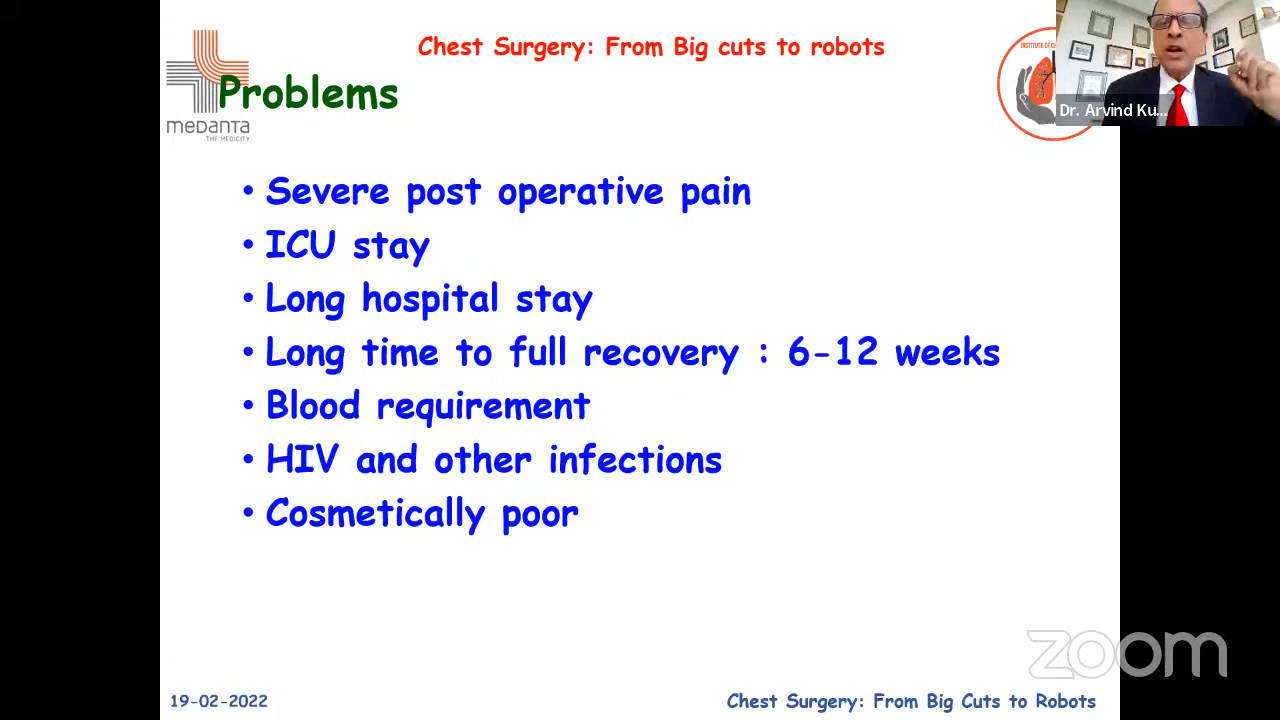 Chest Surgery: From Big cuts to robots
Problems
medanta
THE MEDICITY
INSTITUTE OF
Dr. Arvind Ku...
• Severe post operative pain
• ICU stay
• Long hospital stay
• Long time to full recovery : 6-12 weeks
• Blood requirement
• HIV and other infections
• Cosmetically poor
zoom
19-02-2022
Chest Surgery: From Big Cuts to Robots